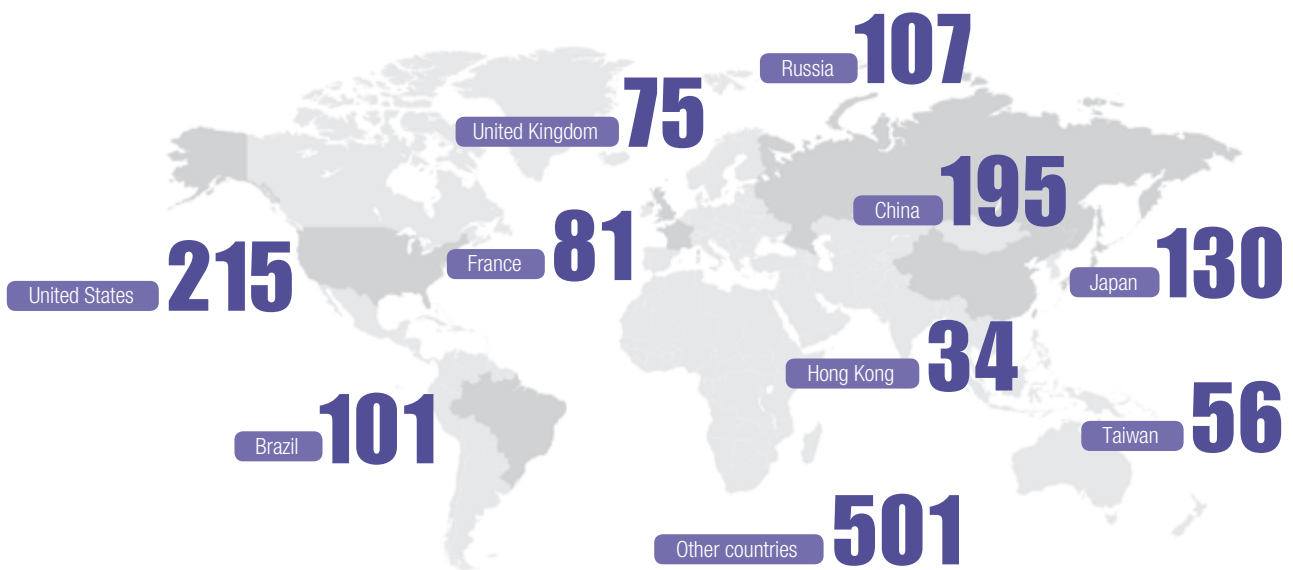 Russia 107
United Kingdom 75
China 195
France 81
United States 215
Japan 130
Hong Kong 34
Brazil 101
Taiwan 56
Other countries 501